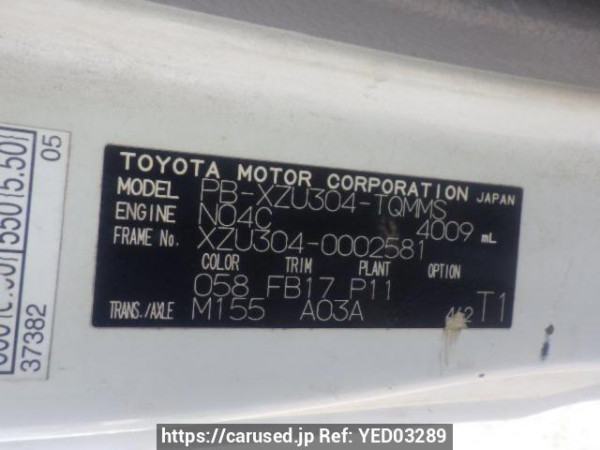 05
37382
TOYOTA MOTOR CORPORATION JAPAN
MODEL PB-XZU304-TQMMS
ENGINE N04C 4009 mL
FRAME No. XZU304-0002581
COLOR TRIM PLANT OPTION
058 FB17 P11
TRANS./AXLE M155 A03A T1
https://carused.jp Ref: YED03289